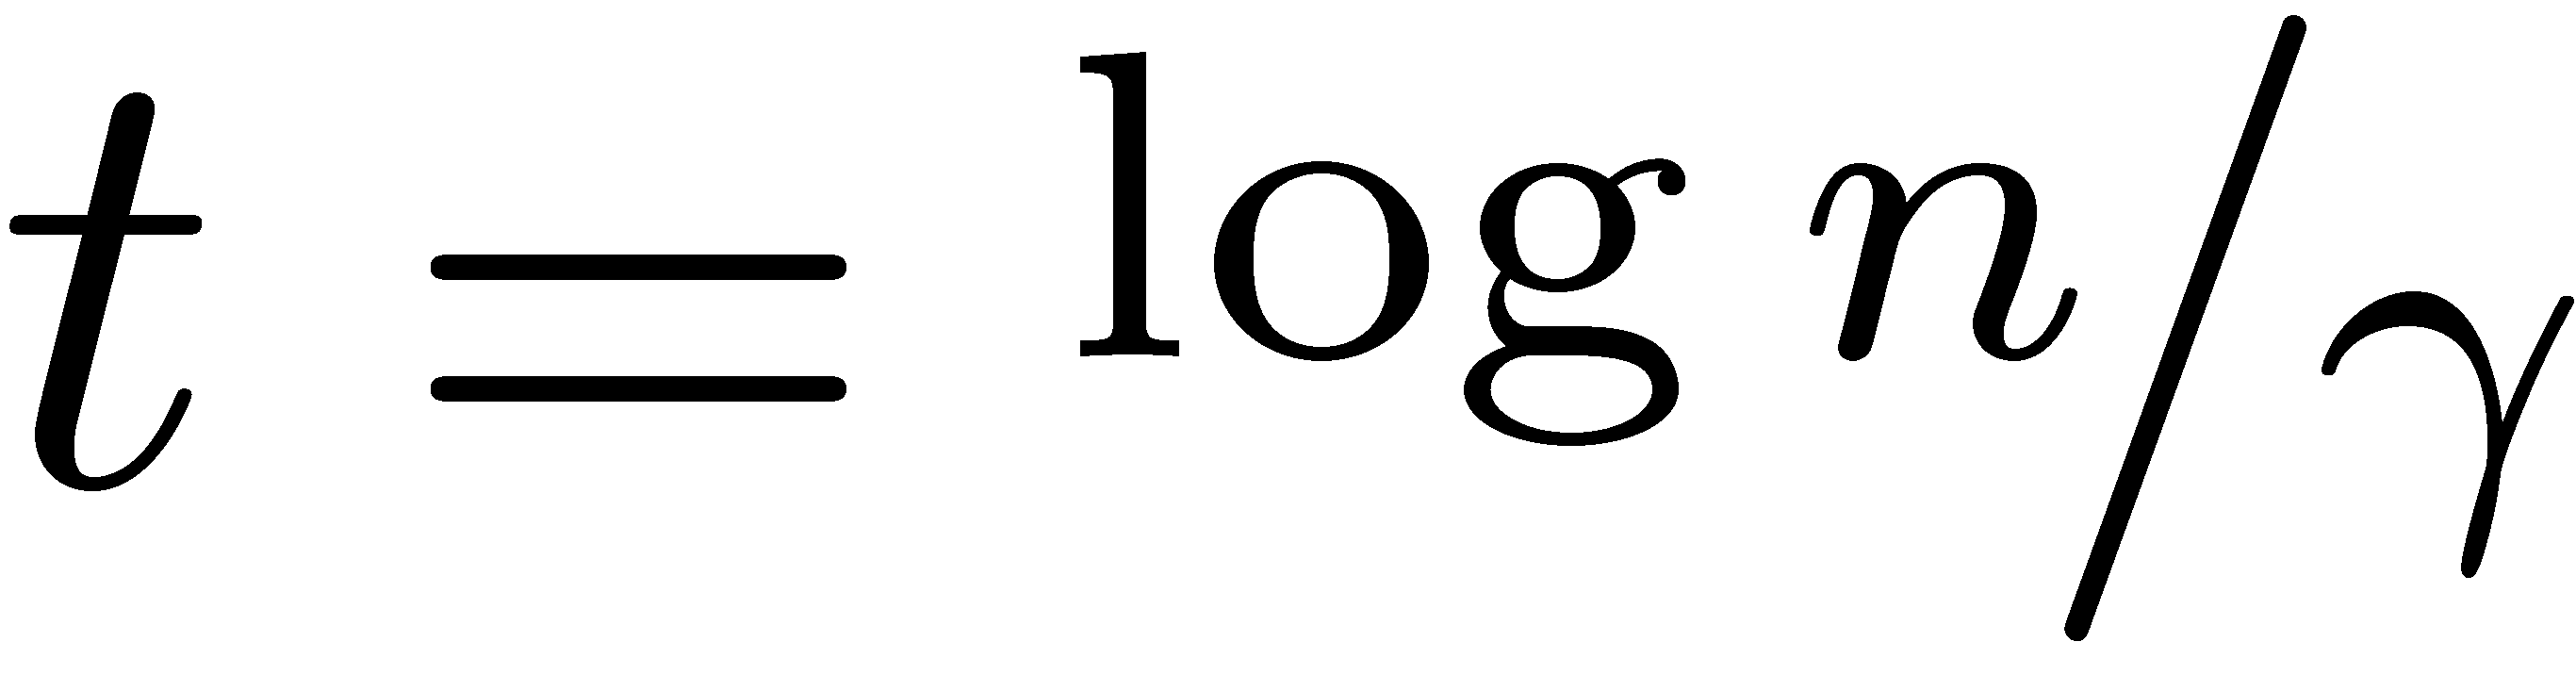 t = log n/γ